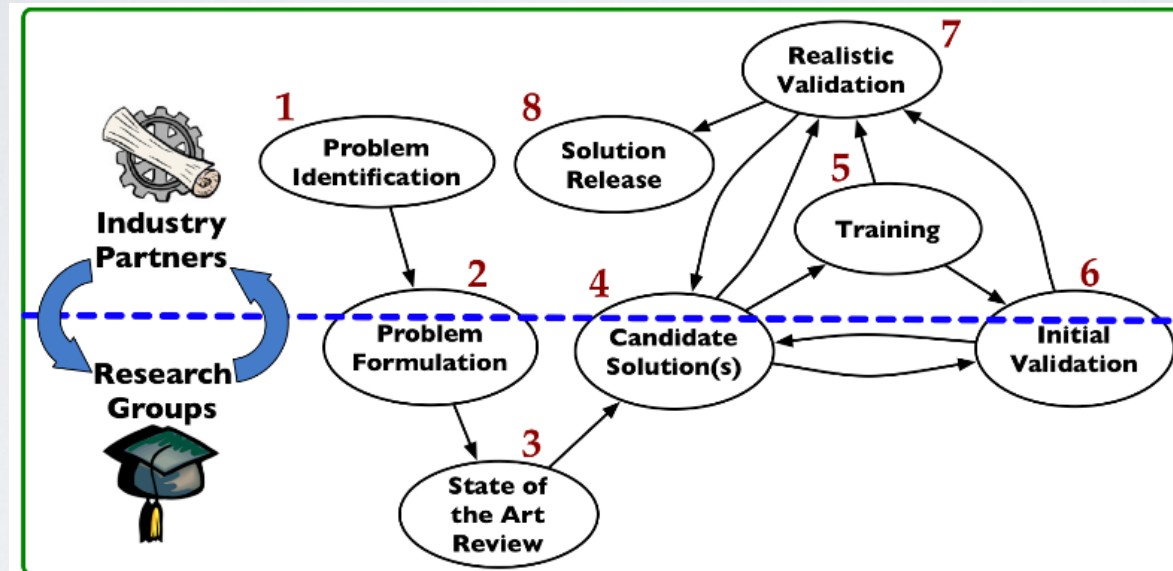 1
Problem
Identification
2
Problem
Formulation
3
State of
the Art
Review
4
Candidate
Solution(s)
5
Training
6
Initial
Validation
7
Realistic
Validation
8
Solution
Release
Industry
Partners
Research
Groups